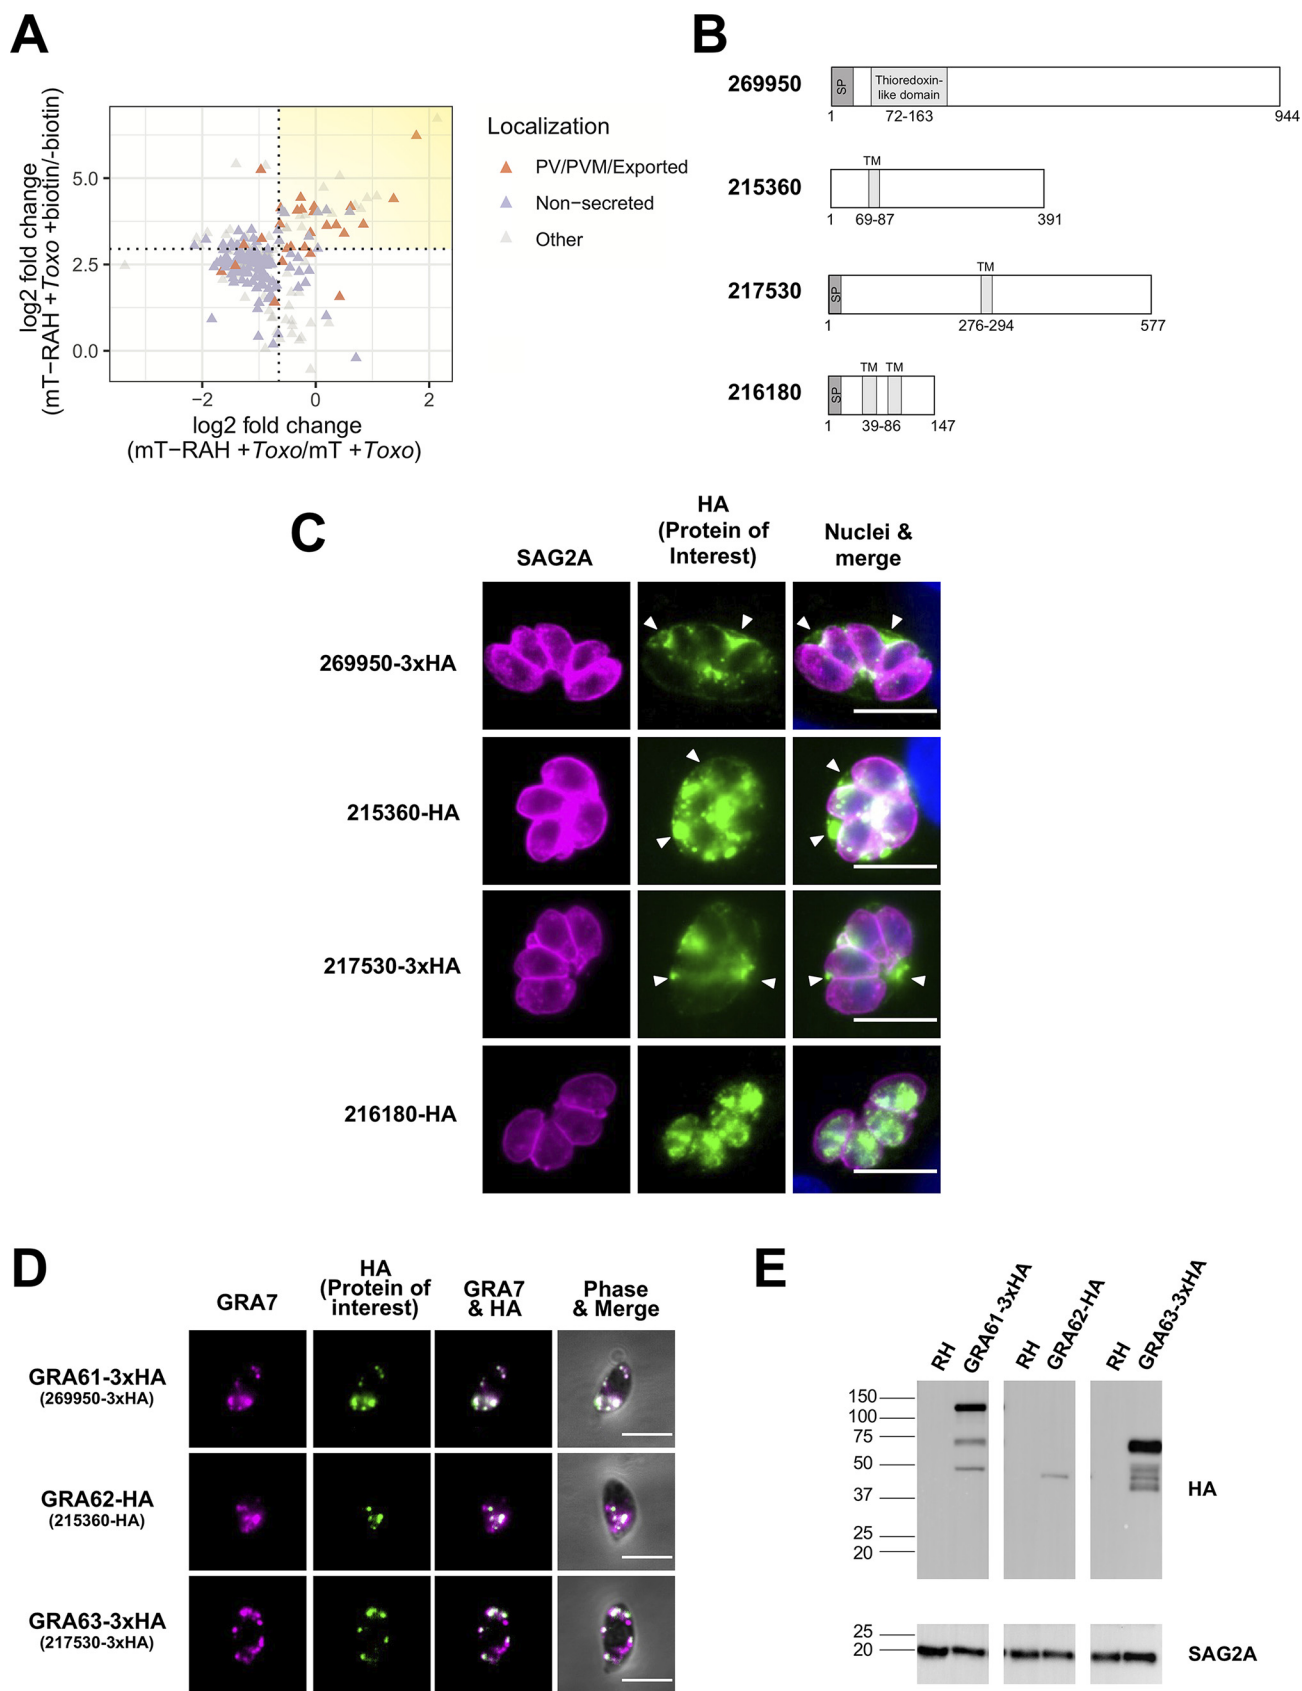 A
log2 fold change
(mT−RAH +Toxo +biotin/-biotin)
5.0
2.5
0.0
−2
0
2
log2 fold change
(mT−RAH +Toxo/mT +Toxo)
Localization
PV/PVM/Exported
Non−secreted
Other
B
269950
SP
Thioredoxin-
like domain
1
72-163
944
215360
TM
1
69-87
391
217530
SP
TM
1
276-294
577
216180
SP
TM
TM
1
39-86
147
C
SAG2A
HA
(Protein of
Interest)
Nuclei &
merge
269950-3xHA
215360-HA
217530-3xHA
216180-HA
D
GRA7
HA
(Protein of
interest)
GRA7
& HA
Phase
& Merge
GRA61-3xHA
(269950-3xHA)
GRA62-HA
(215360-HA)
GRA63-3xHA
(217530-3xHA)
E
RH
GRA61-3xHA
RH
GRA62-HA
RH
GRA63-3xHA
150
100
75
50
37
25
20
HA
25
20
SAG2A